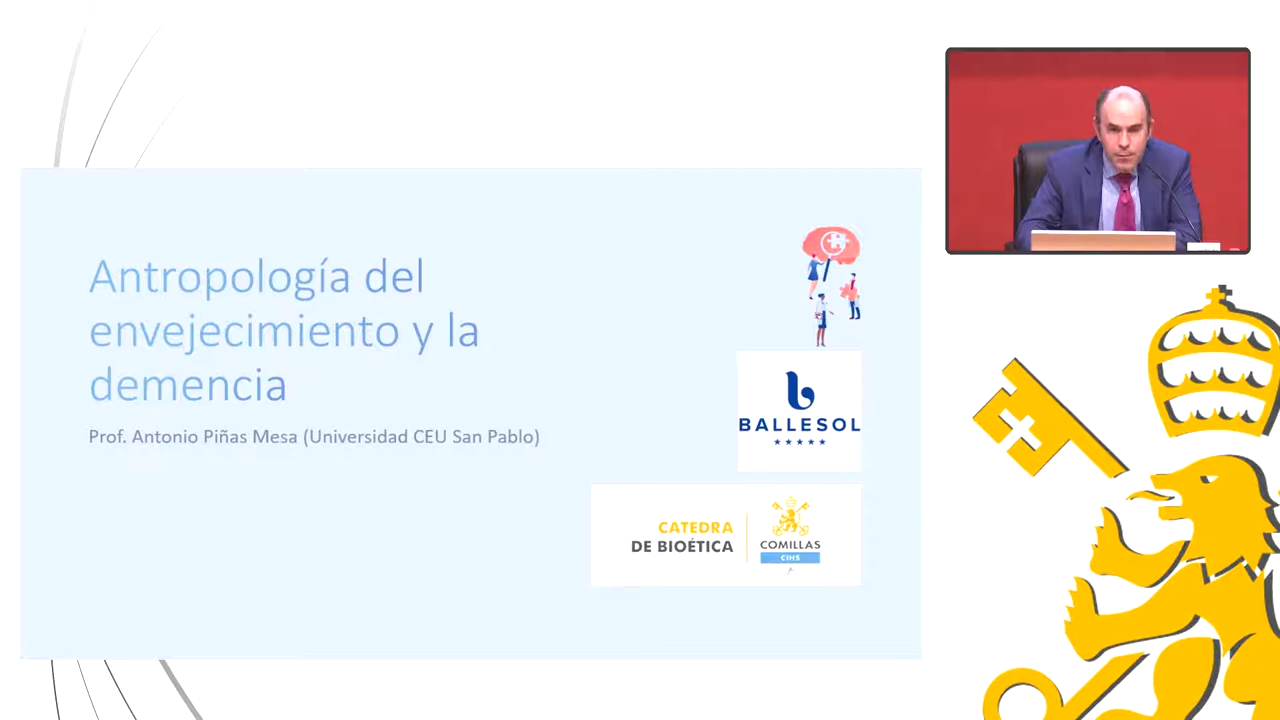 Antropología del
envejecimiento y la
demencia
Prof. Antonio Piñas Mesa (Universidad CEU San Pablo)
BALLESOL
CATEDRA
DE BIOÉTICA
COMILLAS
CIHS